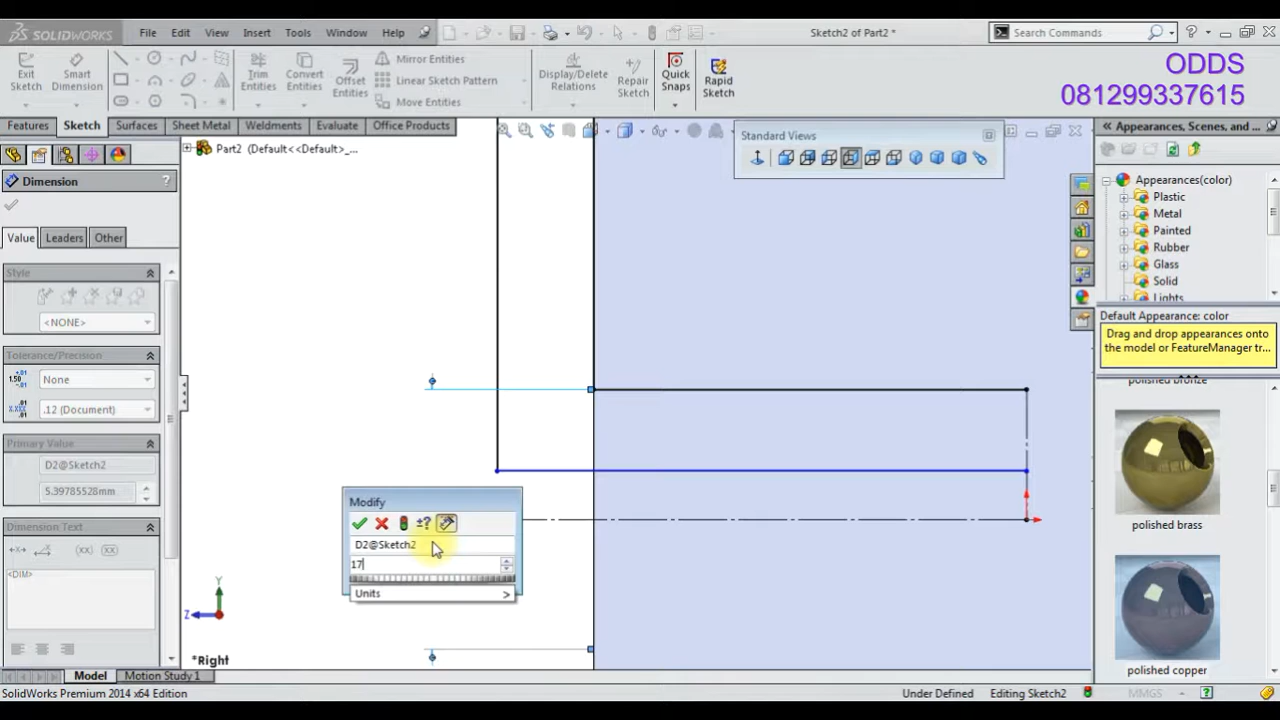 SOLIDWORKS
File Edit View Insert Tools Window Help
Sketch2 of Part2 *
Search Commands
Exit Sketch
Smart Dimension
Trim Entities
Convert Entities
Offset Entities
Mirror Entities
Linear Sketch Pattern
Move Entities
Display/Delete Relations
Repair Sketch
Quick Snaps
Rapid Sketch
ODDS
081299337615
Features Sketch Surfaces Sheet Metal Weldments Evaluate Office Products
Standard Views
Appearances, Scenes, and...
Part2 (Default<<Default>_...
Dimension
?
Value Leaders Other
Style
<NONE>
Tolerance/Precision
None
.12 (Document)
Primary Value
D2@Sketch2
5.39785528mm
Dimension Text
<DIM>
Modify
D2@Sketch2
17
Units >
Y
Z
*Right
Appearances(color)
Plastic
Metal
Painted
Rubber
Glass
Solid
Lights
Default Appearance: color
Drag and drop appearances onto
the model or FeatureManager tr...
polished bronze
polished brass
polished copper
Model Motion Study 1
SolidWorks Premium 2014 x64 Edition
Under Defined Editing Sketch2 MMGS